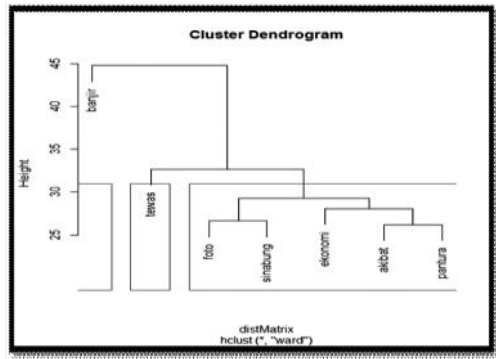 Cluster Dendrogram
Height
45
40
35
30
25
banjir
tewas
foto
sinabung
ekonomi
akibat
pantura
distMatrix
hclust (*, "ward")